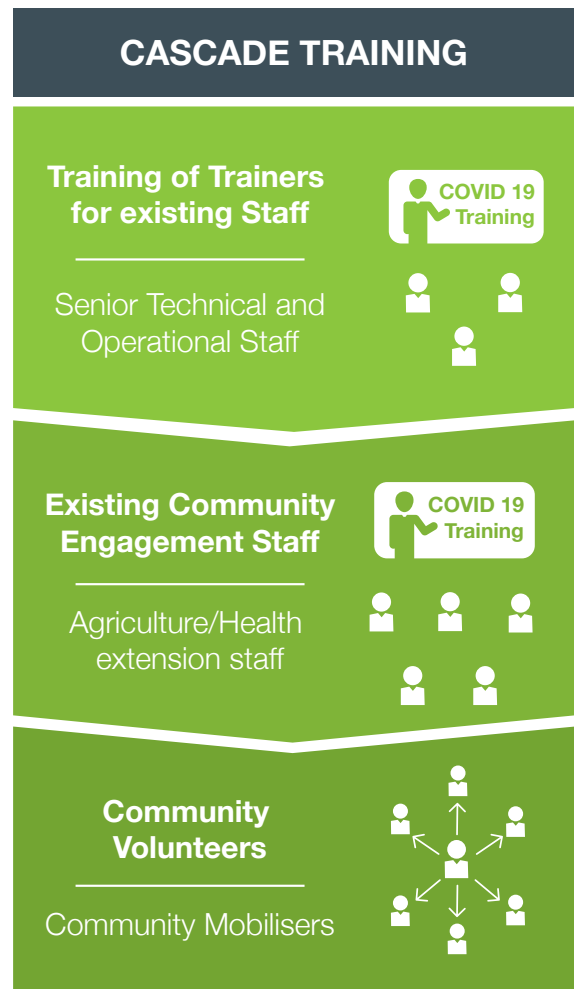 CASCADE TRAINING
Training of Trainers
for existing Staff
COVID 19
Training
Senior Technical and
Operational Staff
Existing Community
Engagement Staff
COVID 19
Training
Agriculture/Health
extension staff
Community
Volunteers
Community Mobilisers